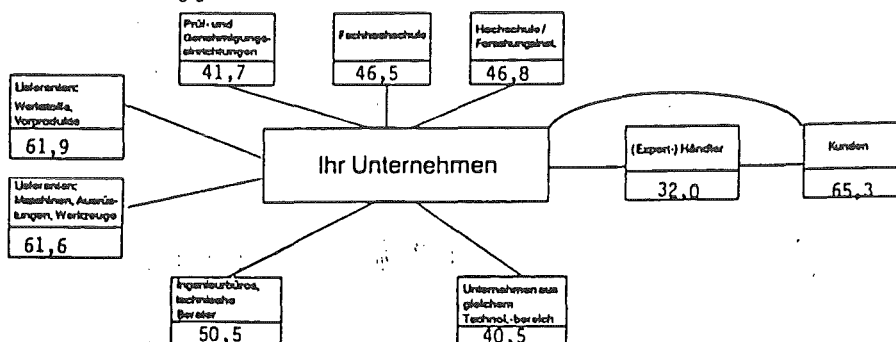 Prüf- und
Genehmigungs-
einrichtungen
41,7
Fachhochschule
46,5
Hochschule /
Forschungsinst.
46,8
Lieferanten:
Werkstoffe,
Vorprodukte
61,9
Ihr Unternehmen
(Export-) Händler
32,0
Kunden
65,3
Lieferanten:
Maschinen, Ausrüs-
tungen, Werkzeuge
61,6
Ingenieurbüros,
technische
Berater
50,5
Unternehmen aus
gleichem
Technol.-bereich
40,5